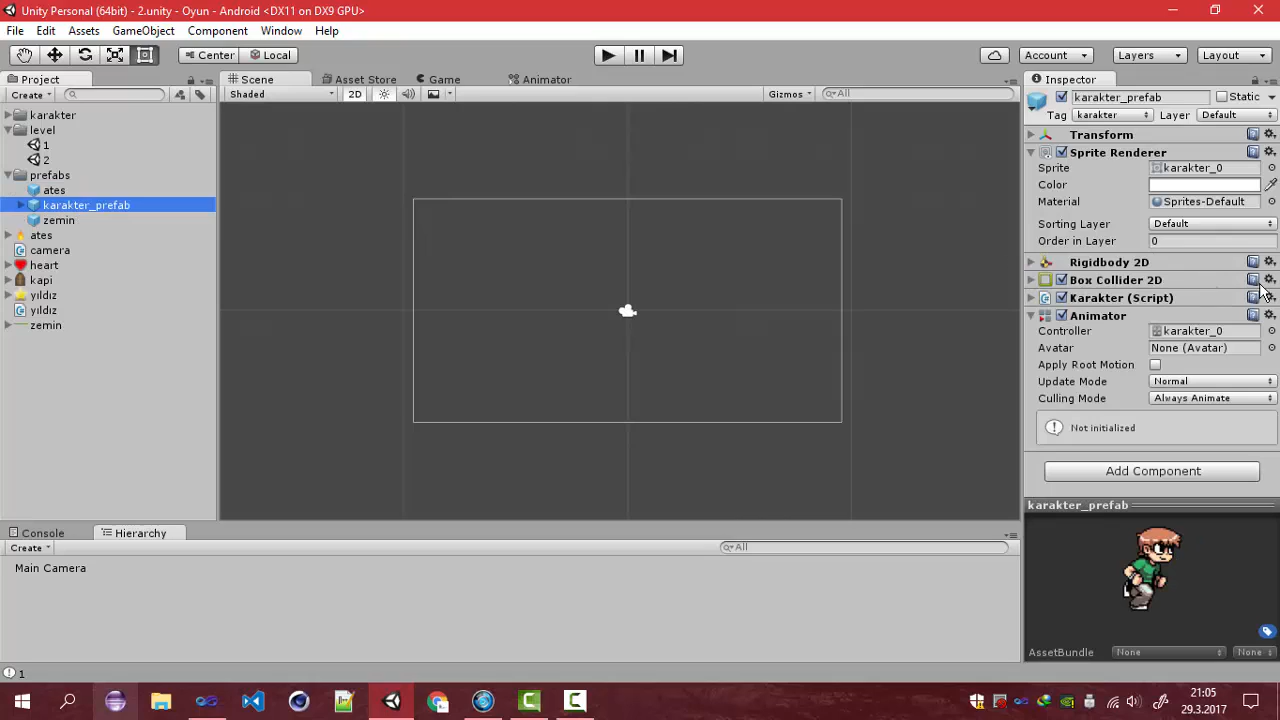 Unity Personal (64bit) - 2.unity - Oyun - Android <DX11 on DX9 GPU>
File Edit Assets GameObject Component Window Help
Center Local Account Layers Layout
Project Scene Asset Store Game Animator Inspector
Create Shaded 2D Gizmos All
karakter_prefab Static
Tag karakter Layer Default
karakter
level
1
2
prefabs
ates
karakter_prefab
zemin
ates
camera
heart
kapi
yıldız
yıldız
zemin
Transform
Sprite Renderer
Sprite karakter_0
Color
Material Sprites-Default
Sorting Layer Default
Order in Layer 0
Rigidbody 2D
Box Collider 2D
Karakter (Script)
Animator
Controller karakter_0
Avatar None (Avatar)
Apply Root Motion
Update Mode Normal
Culling Mode Always Animate
Not initialized
Add Component
karakter_prefab
AssetBundle None None
Console Hierarchy
Create All
Main Camera
1
21:05
29.3.2017